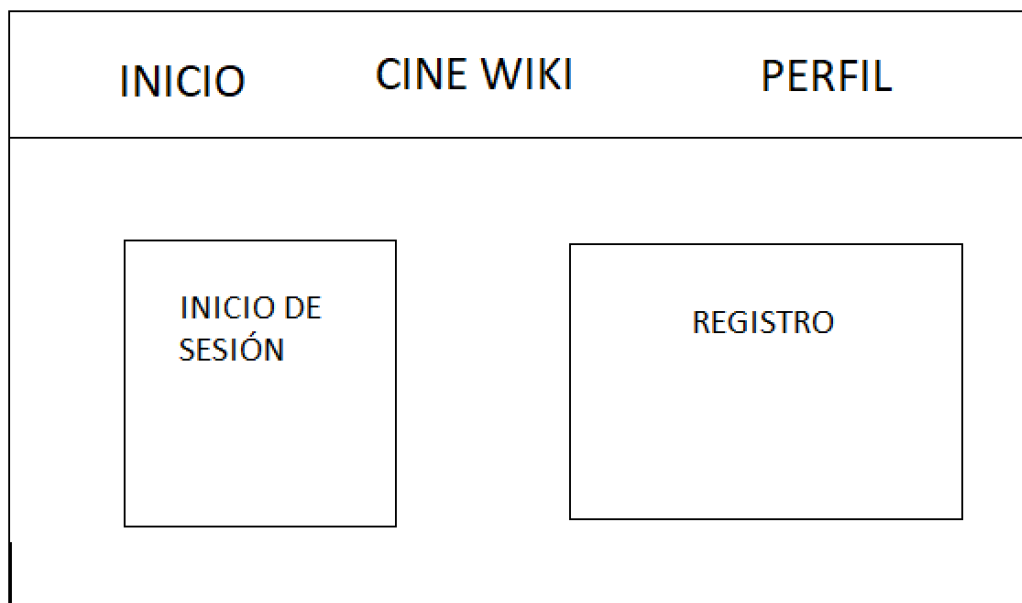 INICIO
CINE WIKI
PERFIL
INICIO DE
SESIÓN
REGISTRO